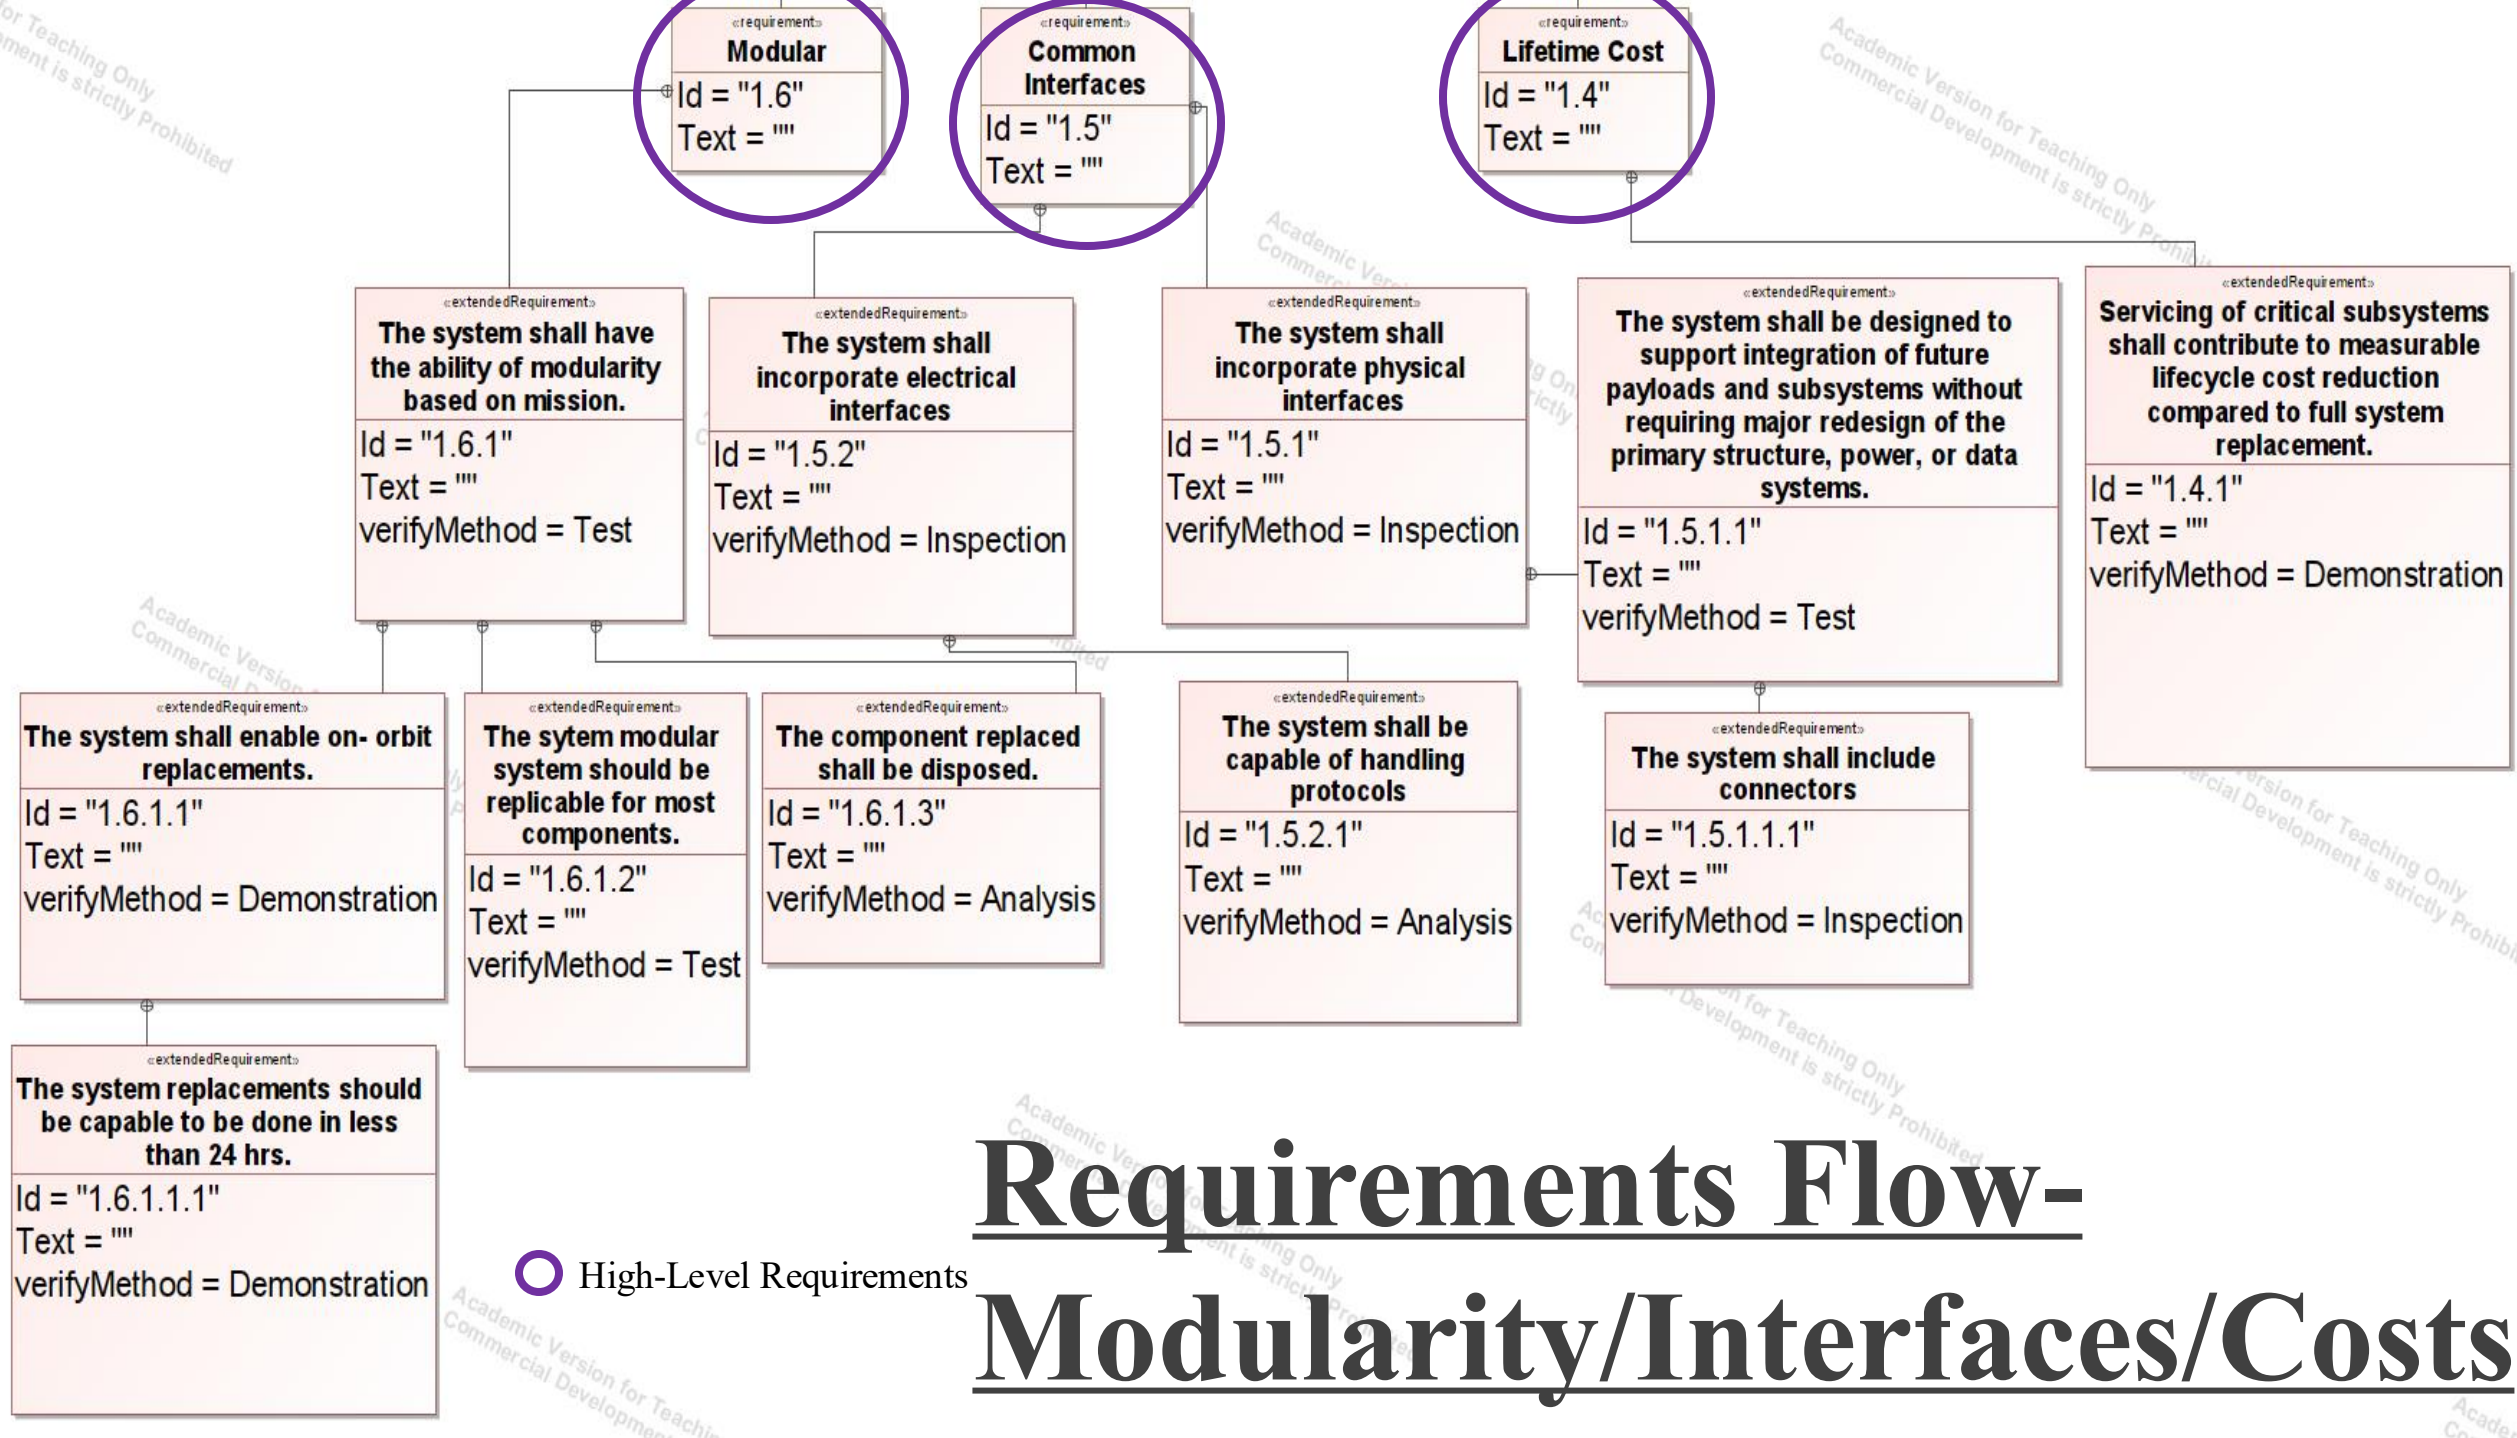 «requirement»
Modular
Id = "1.6"
Text = ""
«requirement»
Common
Interfaces
Id = "1.5"
Text = ""
«requirement»
Lifetime Cost
Id = "1.4"
Text = ""
«extendedRequirement»
The system shall have
the ability of modularity
based on mission.
Id = "1.6.1"
Text = ""
verifyMethod = Test
«extendedRequirement»
The system shall
incorporate electrical
interfaces
Id = "1.5.2"
Text = ""
verifyMethod = Inspection
«extendedRequirement»
The system shall
incorporate physical
interfaces
Id = "1.5.1"
Text = ""
verifyMethod = Inspection
«extendedRequirement»
The system shall be designed to
support integration of future
payloads and subsystems without
requiring major redesign of the
primary structure, power, or data
systems.
Id = "1.5.1.1"
Text = ""
verifyMethod = Test
«extendedRequirement»
Servicing of critical subsystems
shall contribute to measurable
lifecycle cost reduction
compared to full system
replacement.
Id = "1.4.1"
Text = ""
verifyMethod = Demonstration
«extendedRequirement»
The system shall enable on- orbit
replacements.
Id = "1.6.1.1"
Text = ""
verifyMethod = Demonstration
«extendedRequirement»
The sytem modular
system should be
replicable for most
components.
Id = "1.6.1.2"
Text = ""
verifyMethod = Test
«extendedRequirement»
The component replaced
shall be disposed.
Id = "1.6.1.3"
Text = ""
verifyMethod = Analysis
«extendedRequirement»
The system shall be
capable of handling
protocols
Id = "1.5.2.1"
Text = ""
verifyMethod = Analysis
«extendedRequirement»
The system shall include
connectors
Id = "1.5.1.1.1"
Text = ""
verifyMethod = Inspection
«extendedRequirement»
The system replacements should
be capable to be done in less
than 24 hrs.
Id = "1.6.1.1.1"
Text = ""
verifyMethod = Demonstration
High-Level Requirements
Requirements Flow-
Modularity/Interfaces/Costs
Academic Version for Teaching Only
Commercial Development is strictly Prohibited